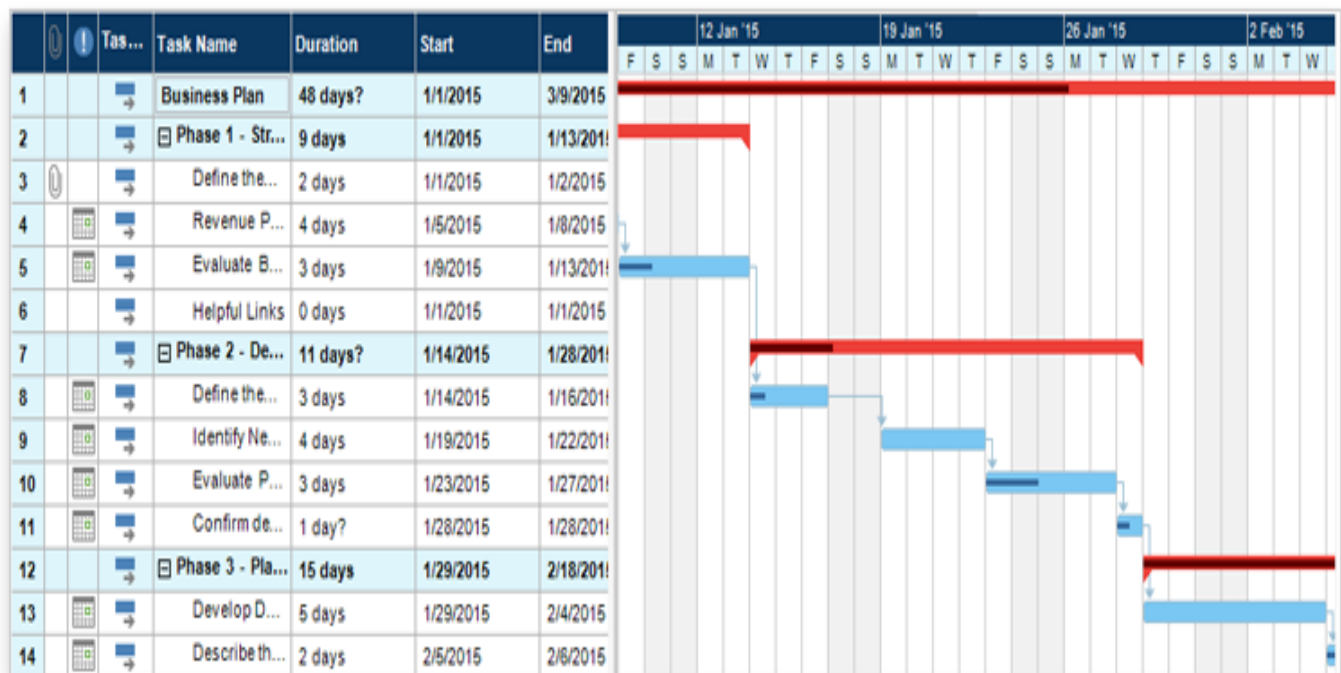 ! Tas... Task Name Duration Start End
12 Jan '15 19 Jan '15 26 Jan '15 2 Feb '15
F S S M T W T F S S M T W T F S S M T W T F S S M T W
1 Business Plan 48 days? 1/1/2015 3/9/2015
2 Phase 1 - Str... 9 days 1/1/2015 1/13/2015
3 Define the... 2 days 1/1/2015 1/2/2015
4 Revenue P... 4 days 1/5/2015 1/8/2015
5 Evaluate B... 3 days 1/9/2015 1/13/2015
6 Helpful Links 0 days 1/1/2015 1/1/2015
7 Phase 2 - De... 11 days? 1/14/2015 1/28/2015
8 Define the... 3 days 1/14/2015 1/16/2015
9 Identify Ne... 4 days 1/19/2015 1/22/2015
10 Evaluate P... 3 days 1/23/2015 1/27/2015
11 Confirm de... 1 day? 1/28/2015 1/28/2015
12 Phase 3 - Pla... 15 days 1/29/2015 2/18/2015
13 Develop D... 5 days 1/29/2015 2/4/2015
14 Describe th... 2 days 2/5/2015 2/6/2015